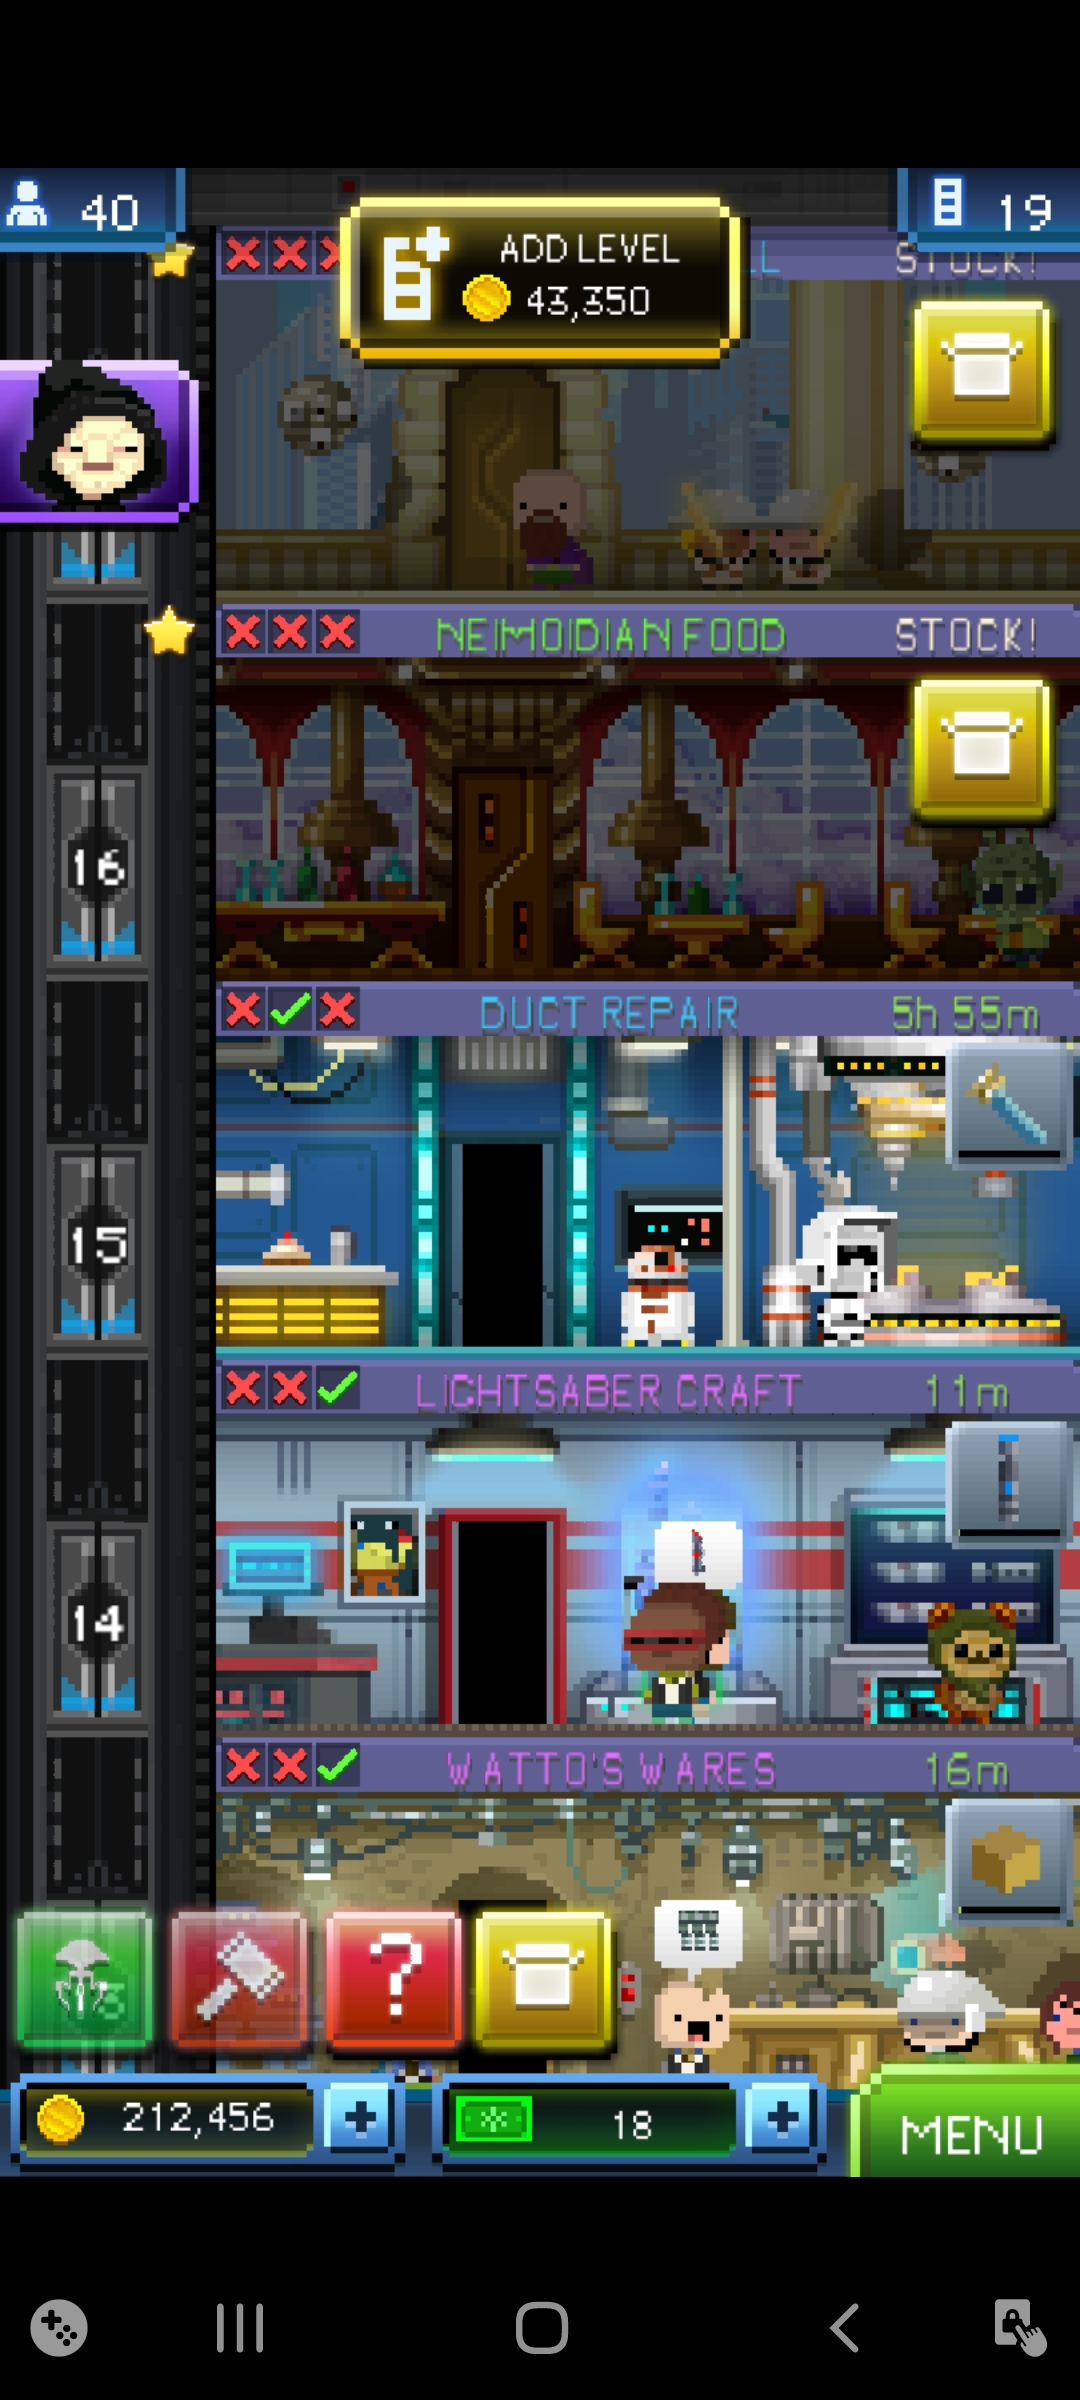 40
ADD LEVEL
43,350
19
LL STOCK!
NEIMOIDIAN FOOD STOCK!
16
DUCT REPAIR 5h 55m
15
LIGHTSABER CRAFT 11m
14
WATTO'S WARES 16m
?
212,456 + 18 + MENU